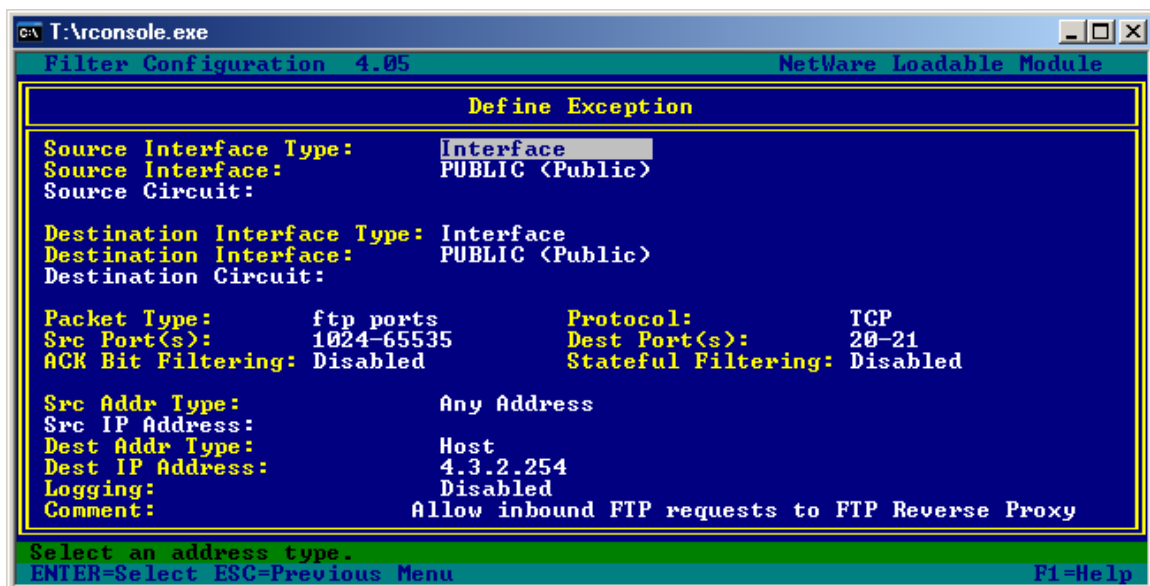 T:\rconsole.exe
Filter Configuration 4.05 NetWare Loadable Module
Define Exception
Source Interface Type: Interface
Source Interface: PUBLIC (Public)
Source Circuit:
Destination Interface Type: Interface
Destination Interface: PUBLIC (Public)
Destination Circuit:
Packet Type: ftp ports Protocol: TCP
Src Port(s): 1024-65535 Dest Port(s): 20-21
ACK Bit Filtering: Disabled Stateful Filtering: Disabled
Src Addr Type: Any Address
Src IP Address:
Dest Addr Type: Host
Dest IP Address: 4.3.2.254
Logging: Disabled
Comment: Allow inbound FTP requests to FTP Reverse Proxy
Select an address type.
ENTER=Select ESC=Previous Menu F1=Help